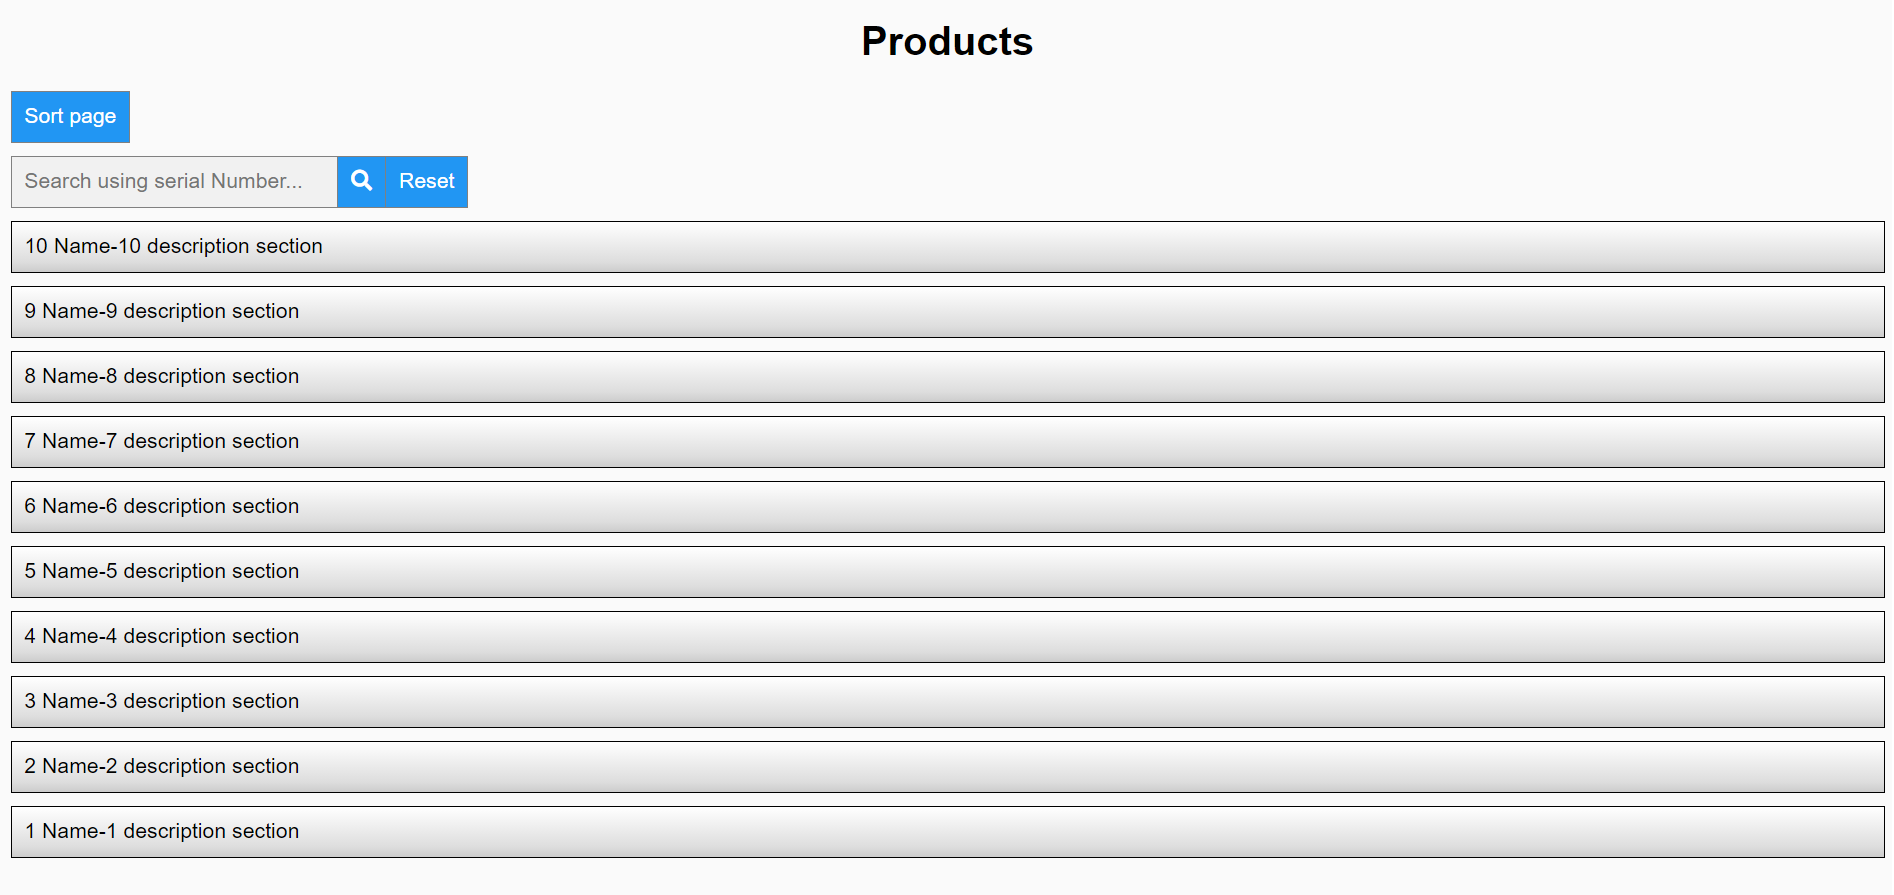 Products
Sort page
Search using serial Number... Reset
10 Name-10 description section
9 Name-9 description section
8 Name-8 description section
7 Name-7 description section
6 Name-6 description section
5 Name-5 description section
4 Name-4 description section
3 Name-3 description section
2 Name-2 description section
1 Name-1 description section